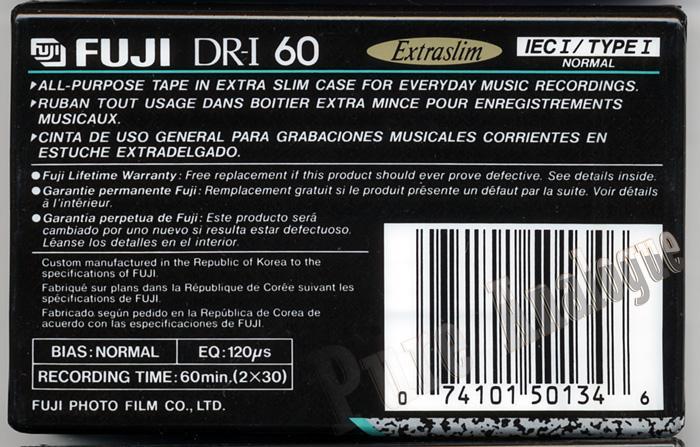 FUJI FUJI DR-I 60 Extraslim IEC I / TYPE I
NORMAL
▸ALL-PURPOSE TAPE IN EXTRA SLIM CASE FOR EVERYDAY MUSIC RECORDINGS.
▸RUBAN TOUT USAGE DANS BOITIER EXTRA MINCE POUR ENREGISTREMENTS
MUSICAUX.
▸CINTA DE USO GENERAL PARA GRABACIONES MUSICALES CORRIENTES EN
ESTUCHE EXTRADELGADO.
●Fuji Lifetime Warranty: Free replacement if this product should ever prove defective. See details inside.
●Garantie permanente Fuji: Remplacement gratuit si le produit présente un défaut par la suite. Voir détails
à l'intérieur.
●Garantia perpetua de Fuji: Este producto será
cambiado por uno nuevo si resulta estar defectuoso.
Léanse los detalles en el interior.
Custom manufactured in the Republic of Korea to the
specifications of FUJI.
Fabriqué sur plans dans la République de Corée suivant les
spécifications de FUJI.
Fabricado según pedido en la República de Corea de
acuerdo con las especificaciones de FUJI.
BIAS: NORMAL EQ: 120µs
RECORDING TIME: 60min. (2×30)
FUJI PHOTO FILM CO., LTD.
0 74101 50134 6
Pure Analogue